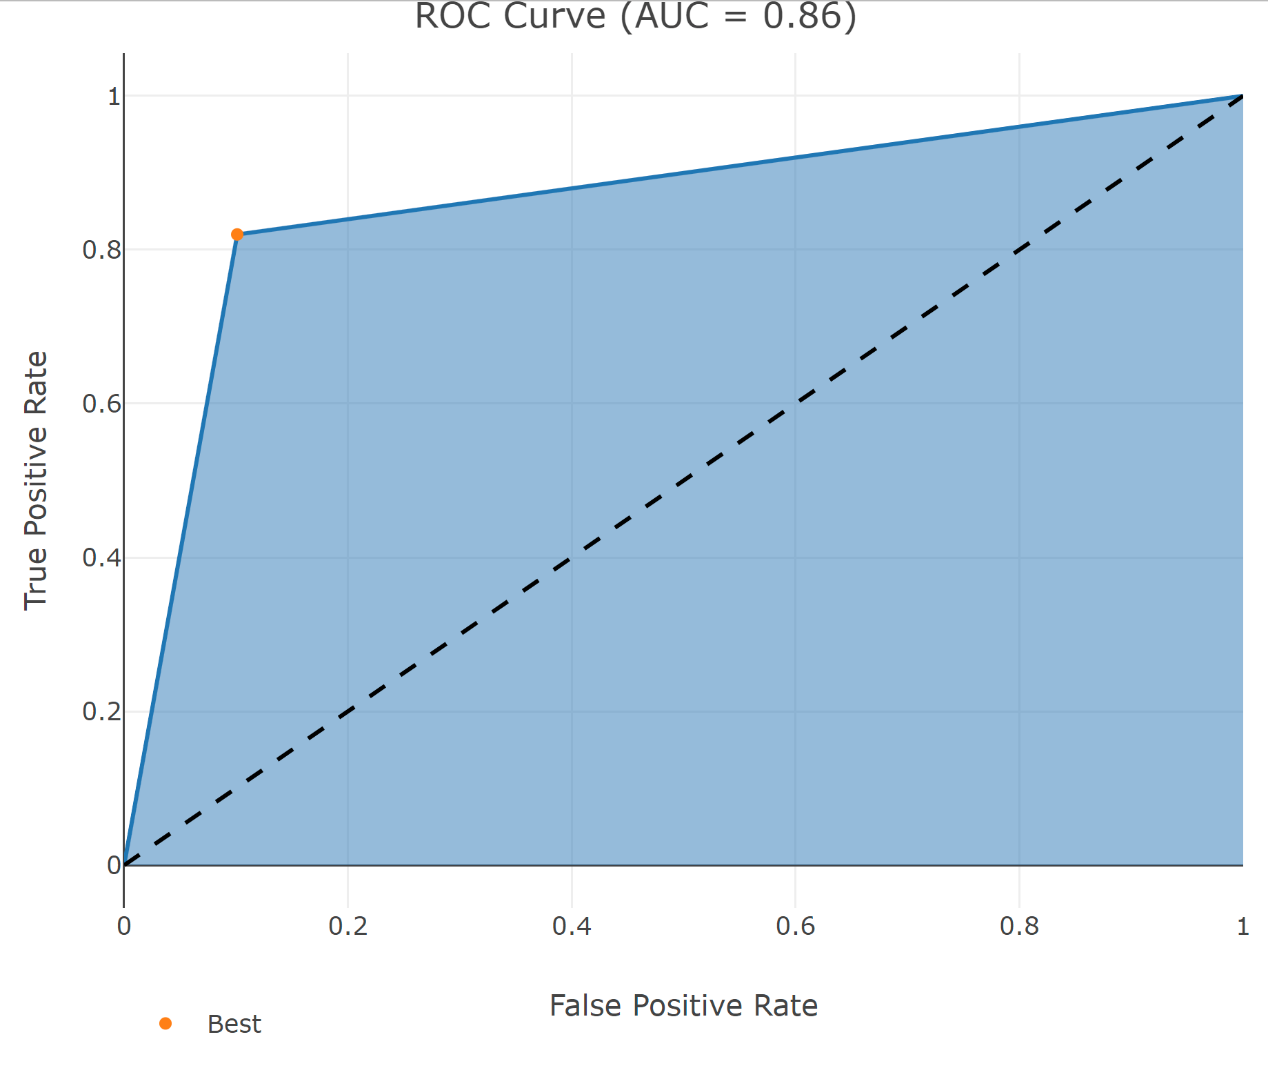 ROC Curve (AUC = 0.86)
True Positive Rate
1
0.8
0.6
0.4
0.2
0
0 0.2 0.4 0.6 0.8 1
False Positive Rate
Best